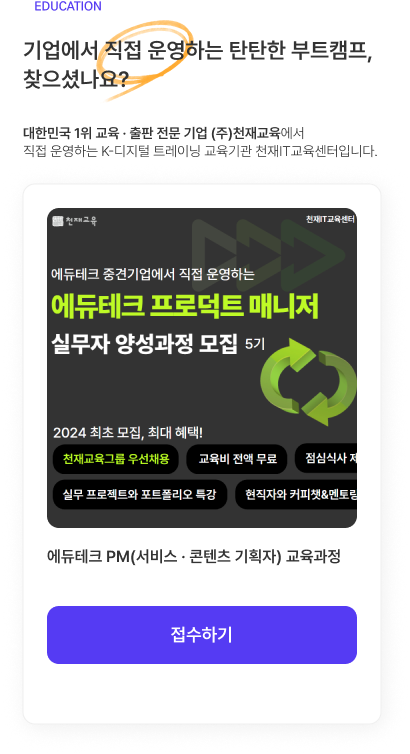 EDUCATION
기업에서 직접 운영하는 탄탄한 부트캠프,
찾으셨나요?
대한민국 1위 교육 · 출판 전문 기업 (주)천재교육에서
직접 운영하는 K-디지털 트레이닝 교육기관 천재IT교육센터입니다.
천재교육
천재IT교육센터
에듀테크 중견기업에서 직접 운영하는
에듀테크 프로덕트 매니저
실무자 양성과정 모집 5기
2024 최초 모집, 최대 혜택!
천재교육그룹 우선채용 교육비 전액 무료 점심식사
실무 프로젝트와 포트폴리오 특강 현직자와 커피챗&멘토링
에듀테크 PM(서비스 · 콘텐츠 기획자) 교육과정
접수하기